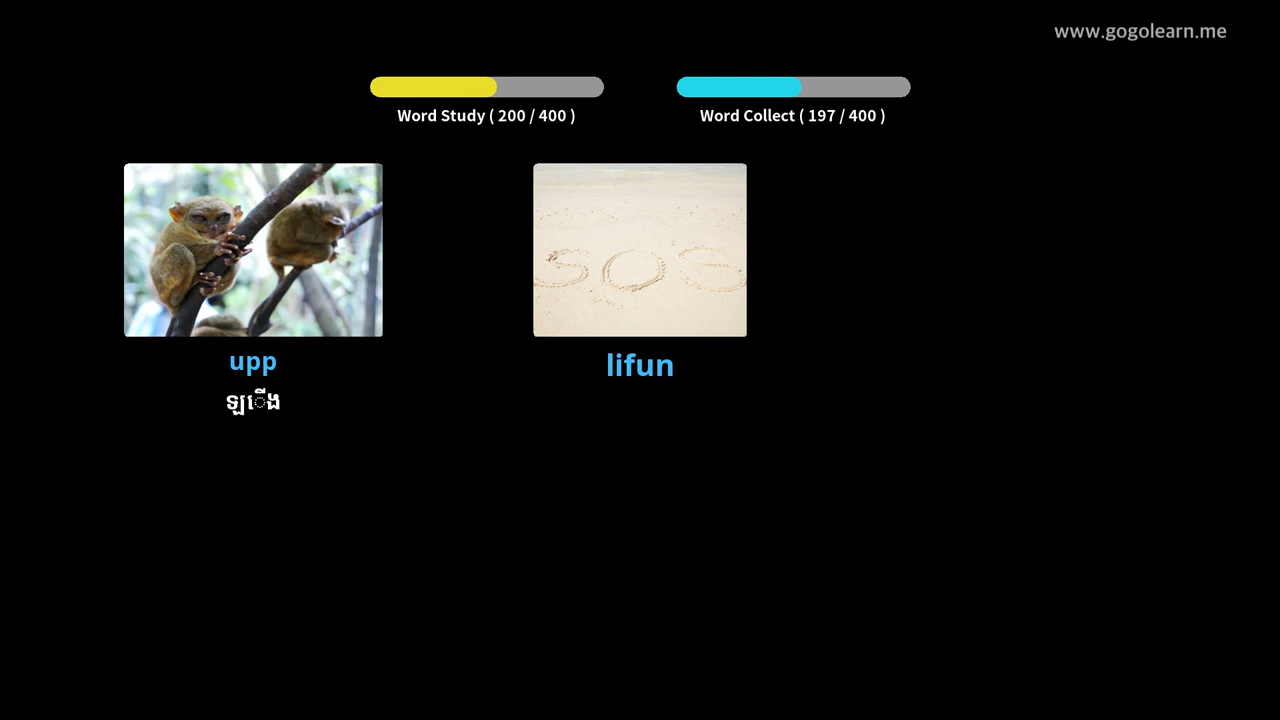 www.gogolearn.me
Word Study ( 200 / 400 )
Word Collect ( 197 / 400 )
SOS
upp
lifun
ឡើង